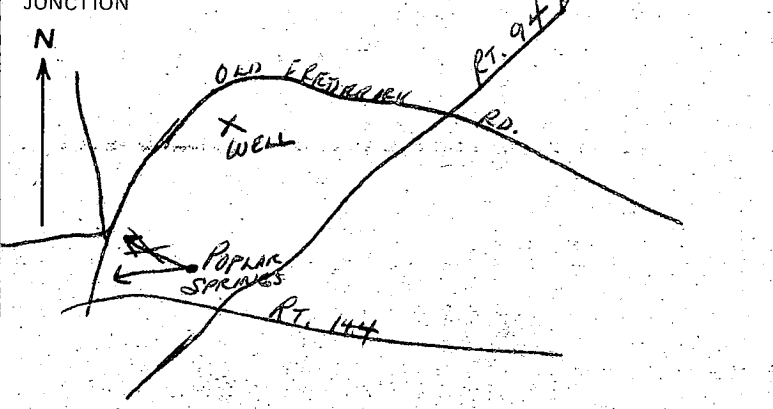 JUNCTION
N
RT. 94
OLD FREDERICK RD.
X
WELL
POPLAR
SPRINGS
RT. 144